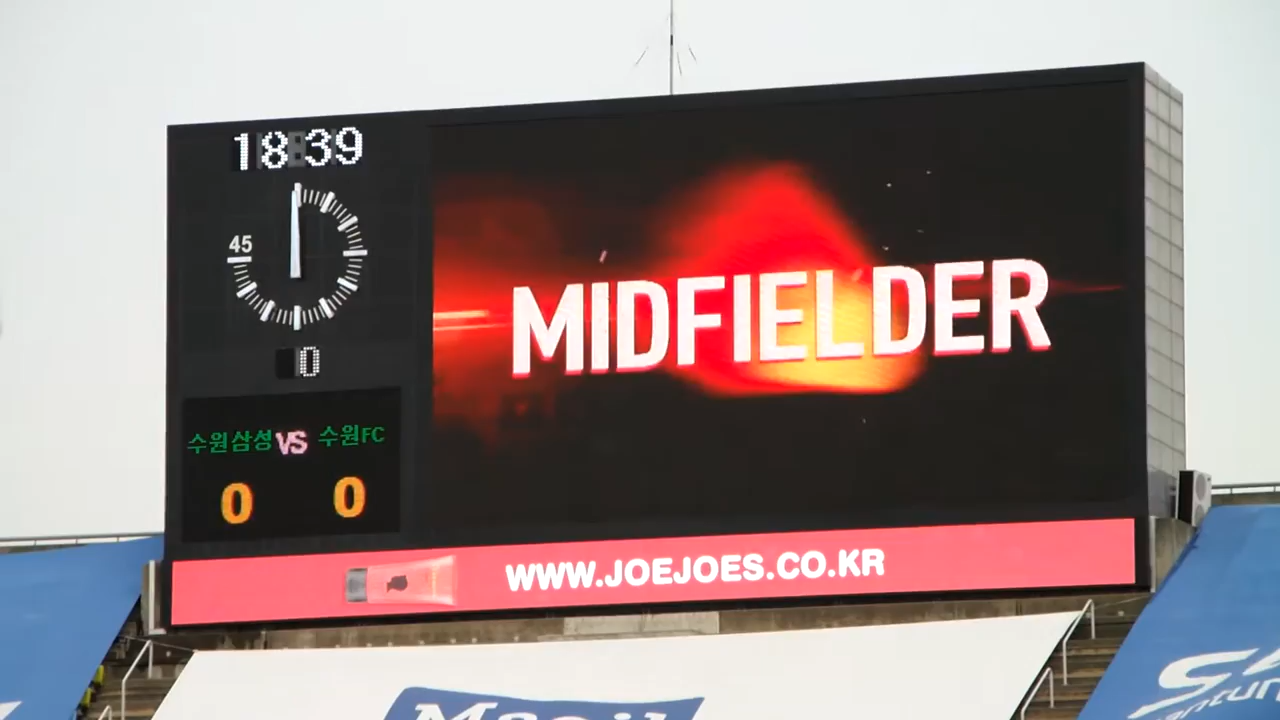 18:39
45
0
MIDFIELDER
수원삼성 VS 수원FC
0 0
WWW.JOEJOES.CO.KR